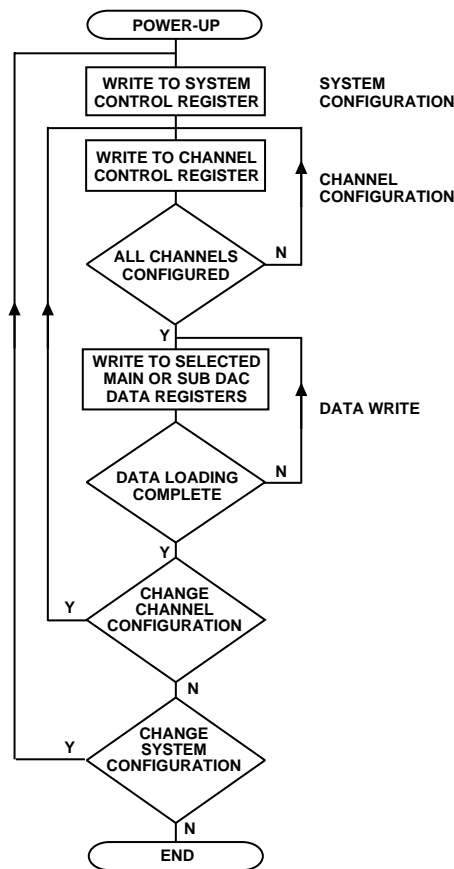 POWER-UP
WRITE TO SYSTEM
CONTROL REGISTER
SYSTEM
CONFIGURATION
WRITE TO CHANNEL
CONTROL REGISTER
CHANNEL
CONFIGURATION
ALL CHANNELS
CONFIGURED
N
Y
WRITE TO SELECTED
MAIN OR SUB DAC
DATA REGISTERS
DATA WRITE
DATA LOADING
COMPLETE
N
Y
CHANGE
CHANNEL
CONFIGURATION
Y
N
CHANGE
SYSTEM
CONFIGURATION
Y
N
END